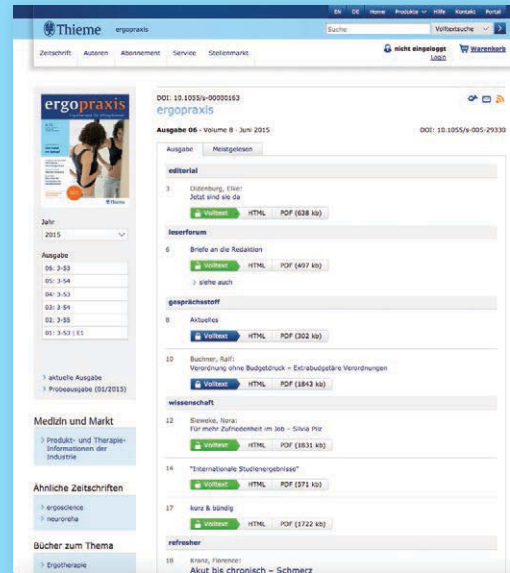 EN DE Home Produkte Hilfe Kontakt Portal
Thieme ergopraxis
Suche Volltextsuche
Zeitschrift Autoren Abonnement Service Stellenmarkt
nicht eingeloggt
Login
Warenkorb
ergopraxis
Thieme
Jahr
2015
Ausgabe
06: 3-53
05: 3-54
04: 3-53
03: 3-54
02: 3-55
01: 3-53 | E1
aktuelle Ausgabe
Probeausgabe (01/2015)
Medizin und Markt
Produkt- und Therapie-
Informationen der
Industrie
Ähnliche Zeitschriften
ergoscience
neuroreha
Bücher zum Thema
Ergotherapie
DOI: 10.1055/s-00000163
ergopraxis
Ausgabe 06 - Volume 8 - Juni 2015
DOI: 10.1055/s-005-29330
Ausgabe Meistgelesen
editorial
3 Oldenburg, Elke:
Jetzt sind sie da
Volltext HTML PDF (638 kb)
leserforum
6 Briefe an die Redaktion
Volltext HTML PDF (497 kb)
siehe auch
gesprächsstoff
8 Aktuelles
Volltext HTML PDF (302 kb)
10 Buchner, Ralf:
Verordnung ohne Budgetdruck – Extrabudgetäre Verordnungen
Volltext HTML PDF (1843 kb)
wissenschaft
12 Sieweke, Nora:
Für mehr Zufriedenheit im Job – Silvia Pilz
Volltext HTML PDF (1831 kb)
14 "Internationale Studienergebnisse"
Volltext HTML PDF (571 kb)
17 kurz & bündig
Volltext HTML PDF (1722 kb)
refresher
18 Kranz, Florence:
Akut bis chronisch – Schmerz